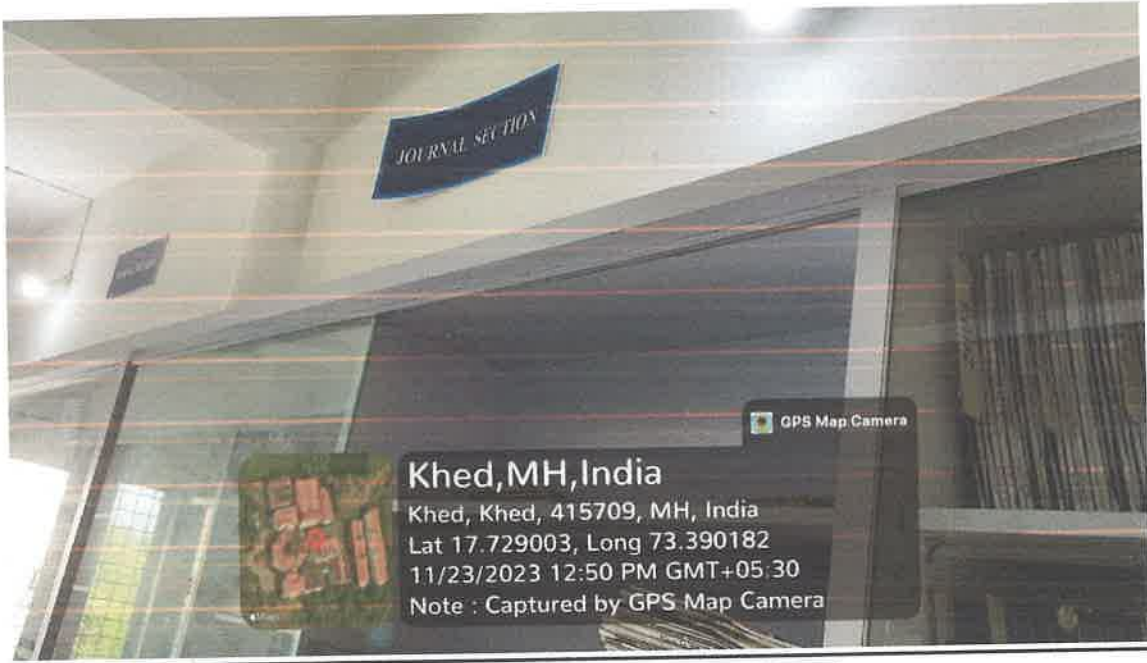 JOURNAL SECTION
GPS Map Camera
Khed,MH,India
Khed, Khed, 415709, MH, India
Lat 17.729003, Long 73.390182
11/23/2023 12:50 PM GMT+05:30
Note : Captured by GPS Map Camera